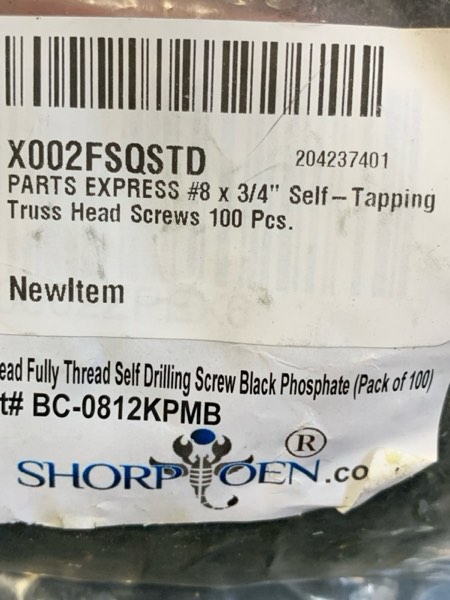 X002FSQSTD 204237401
PARTS EXPRESS #8 x 3/4" Self-Tapping
Truss Head Screws 100 Pcs.
NewItem
ead Fully Thread Self Drilling Screw Black Phosphate (Pack of 100)
t# BC-0812KPMB
SHORPIOEN.co ®